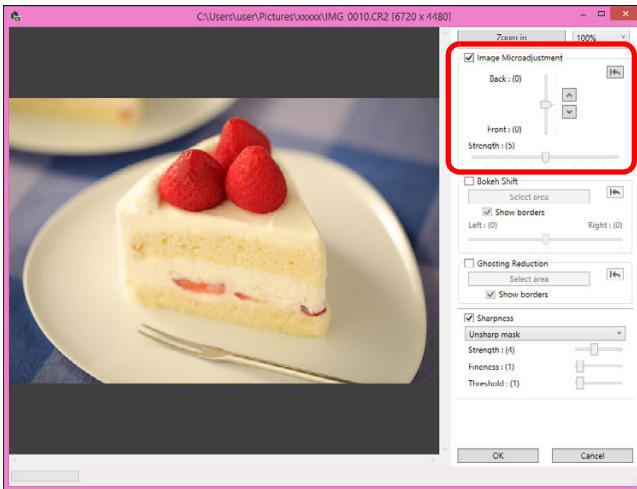 C:\Users\user\Pictures\xxxxx\IMG_0010.CR2 [6720 x 4480]
Zoom in 100%
Image Microadjustment
Back : (0)
Front : (0)
Strength : (5)
Bokeh Shift
Select area
Show borders
Left : (0) Right : (0)
Ghosting Reduction
Select area
Show borders
Sharpness
Unsharp mask
Strength : (4)
Fineness : (1)
Threshold : (1)
OK Cancel